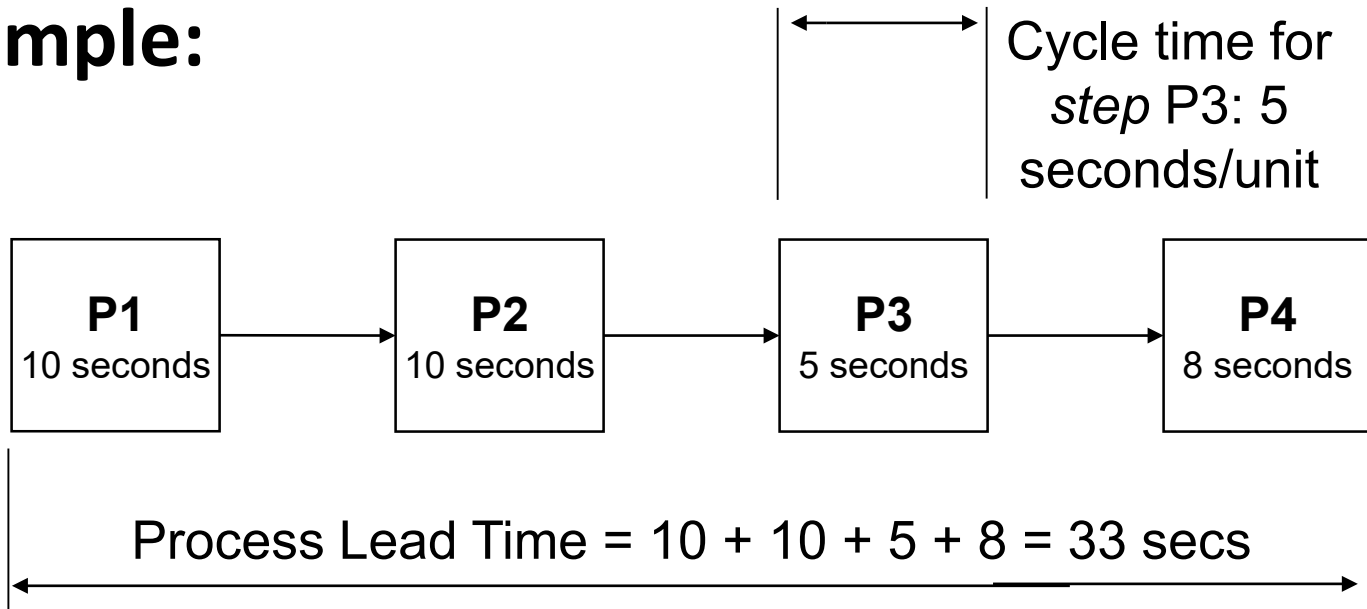 mple:
Cycle time for
step P3: 5
seconds/unit
P1
10 seconds
P2
10 seconds
P3
5 seconds
P4
8 seconds
Process Lead Time = 10 + 10 + 5 + 8 = 33 secs